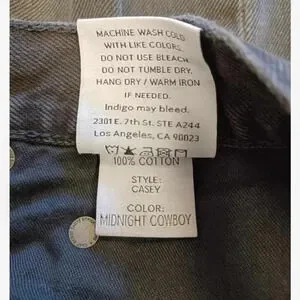 MACHINE WASH COLD
WITH LIKE COLORS.
DO NOT USE BLEACH.
DO NOT TUMBLE DRY.
HANG DRY / WARM IRON
IF NEEDED.
Indigo may bleed.
2301 E. 7th St. STE A244
Los Angeles, CA 90023
100% COTTON
STYLE:
CASEY
COLOR:
MIDNIGHT COWBOY